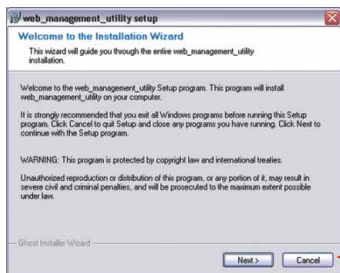 web_management_utility setup
Welcome to the Installation Wizard
This wizard will guide you through the entire web_management_utility
installation.
Welcome to the web_management_utility Setup program. This program will install
web_management_utility on your computer.
It is strongly recommended that you exit all Windows programs before running this Setup
program. Click Cancel to quit Setup and close any programs you have running. Click Next to
continue with the Setup program.
WARNING: This program is protected by copyright law and international treaties.
Unauthorized reproduction or distribution of this program, or any portion of it, may result in
severe civil and criminal penalties, and will be prosecuted to the maximum extent possible
under law.
Ghost Installer Wizard
Next > Cancel